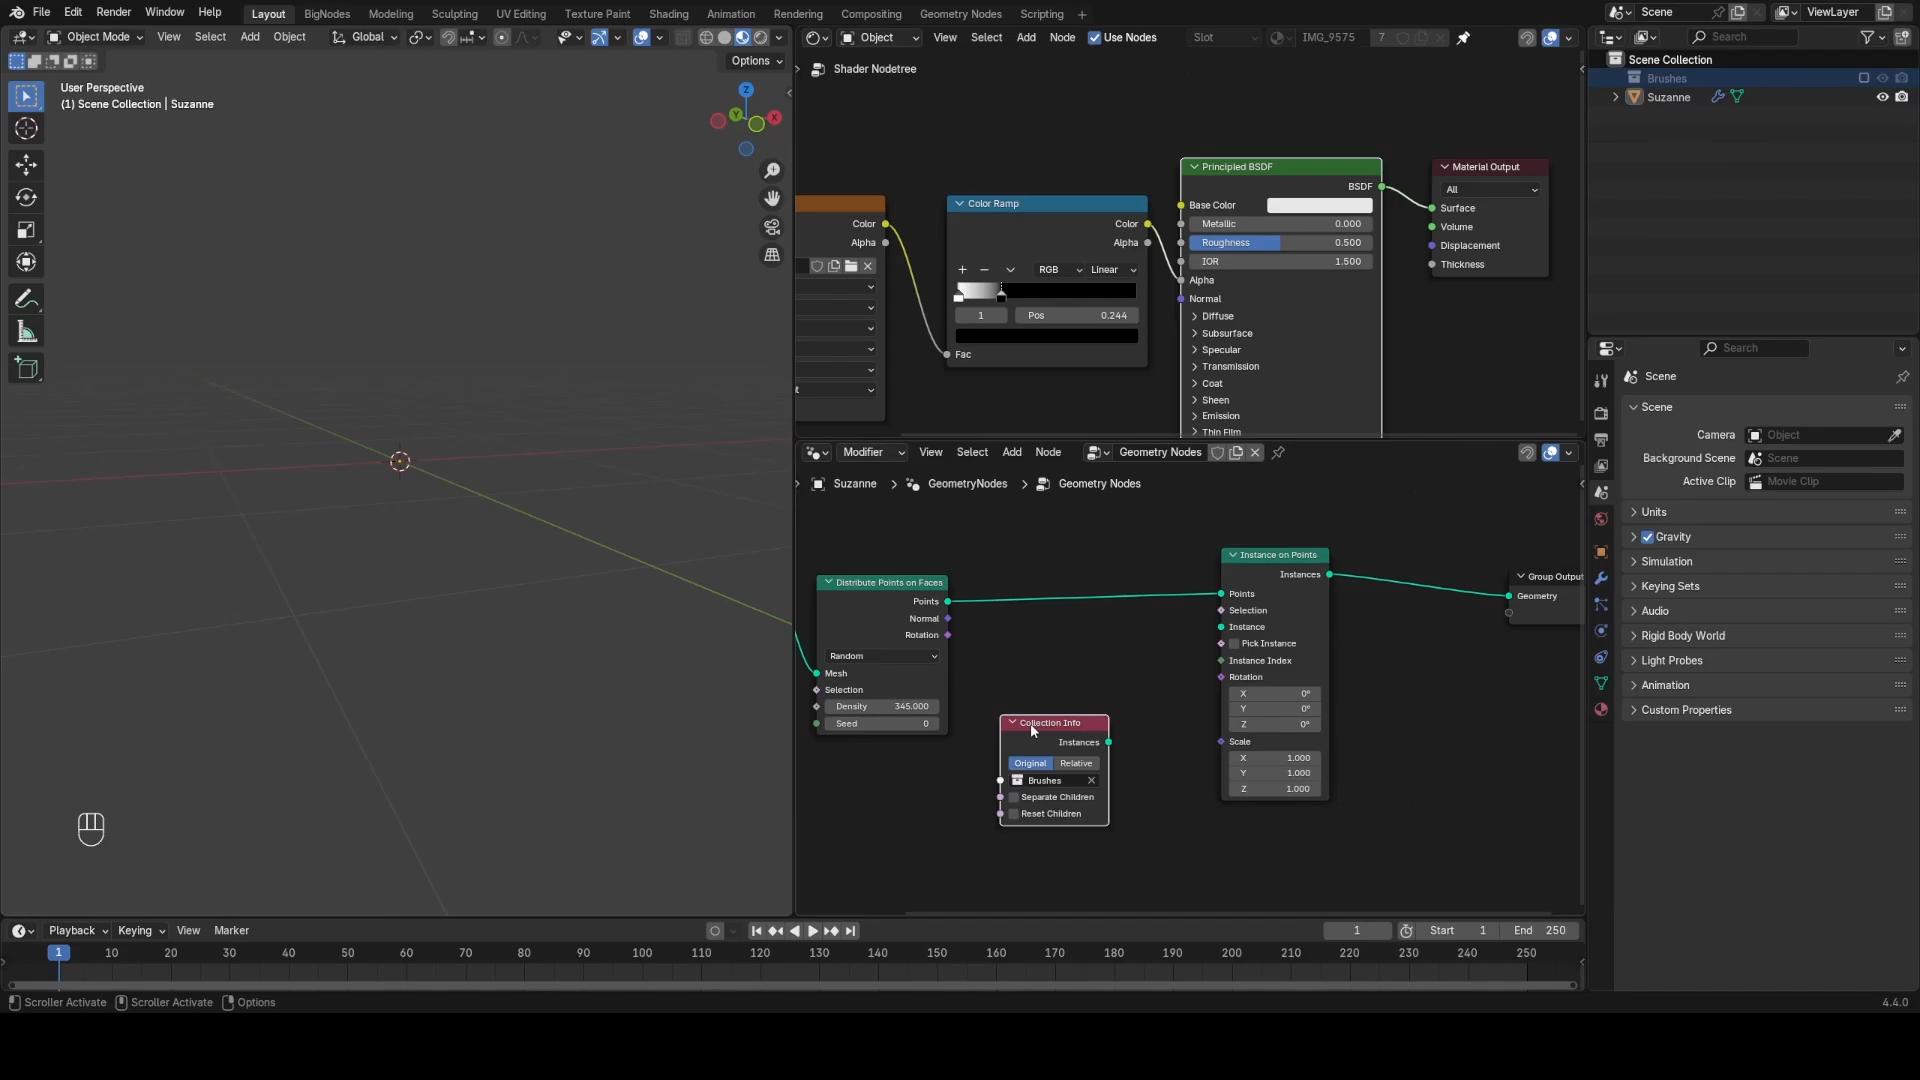 File Edit Render Window Help Layout BigNodes Modeling Sculpting UV Editing Texture Paint Shading Animation Rendering Compositing Geometry Nodes Scripting + Scene ViewLayer
Object Mode View Select Add Object Global
Options
User Perspective
(1) Scene Collection | Suzanne
Z
Y
X
Object View Select Add Node Use Nodes Slot IMG_9575 7
Shader Nodetree
Color
Alpha
Color Ramp
Color
Alpha
RGB Linear
1 Pos 0.244
Fac
Principled BSDF
BSDF
Base Color
Metallic 0.000
Roughness 0.500
IOR 1.500
Alpha
Normal
Diffuse
Subsurface
Specular
Transmission
Coat
Sheen
Emission
Thin Film
Material Output
All
Surface
Volume
Displacement
Thickness
Modifier View Select Add Node Geometry Nodes
Suzanne > GeometryNodes > Geometry Nodes
Distribute Points on Faces
Points
Normal
Rotation
Random
Mesh
Selection
Density 345.000
Seed 0
Collection Info
Instances
Original Relative
Brushes
Separate Children
Reset Children
Instance on Points
Instances
Points
Selection
Instance
Pick Instance
Instance Index
Rotation
X 0°
Y 0°
Z 0°
Scale
X 1.000
Y 1.000
Z 1.000
Group Output
Geometry
Search
Scene Collection
Brushes
Suzanne
Search
Scene
Scene
Camera Object
Background Scene Scene
Active Clip Movie Clip
Units
Gravity
Simulation
Keying Sets
Audio
Rigid Body World
Light Probes
Animation
Custom Properties
Playback Keying View Marker 1 Start 1 End 250
1 10 20 30 40 50 60 70 80 90 100 110 120 130 140 150 160 170 180 190 200 210 220 230 240 250
Scroller Activate Scroller Activate Options 4.4.0